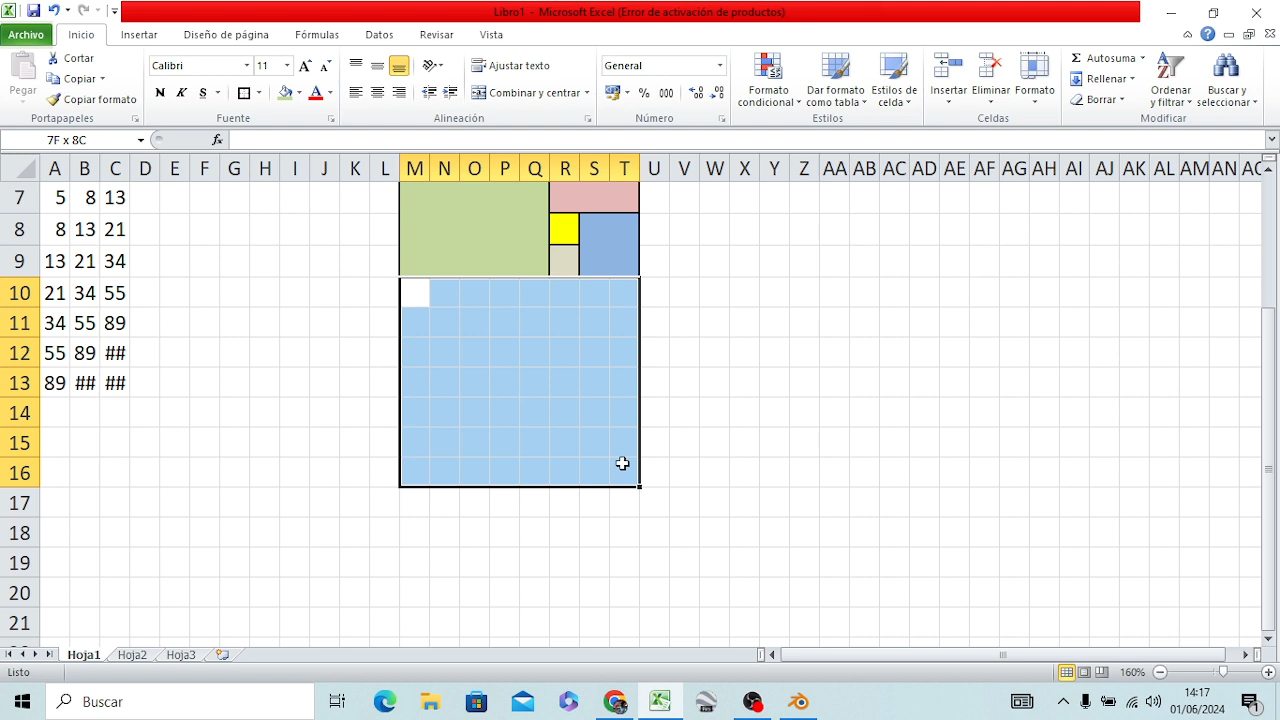 Libro1 - Microsoft Excel (Error de activación de productos)
Archivo Inicio Insertar Diseño de página Fórmulas Datos Revisar Vista
Pegar Cortar Copiar Copiar formato Portapapeles
Calibri 11 N K S A A A Fuente
Ajustar texto Combinar y centrar Alineación
General % 000 Número
Formato condicional Dar formato como tabla Estilos de celda Estilos
Insertar Eliminar Formato Celdas
Σ Autosuma Rellenar Borrar Ordenar y filtrar Buscar y seleccionar Modificar
7F x 8C fx
A B C D E F G H I J K L M N O P Q R S T U V W X Y Z AA AB AC AD AE AF AG AH AI AJ AK AL AM AN AO AP
7 5 8 13
8 8 13 21
9 13 21 34
10 21 34 55
11 34 55 89
12 55 89 ##
13 89 ## ##
14
15
16
17
18
19
20
21
Hoja1 Hoja2 Hoja3
Listo 160%
Buscar 14:17
01/06/2024